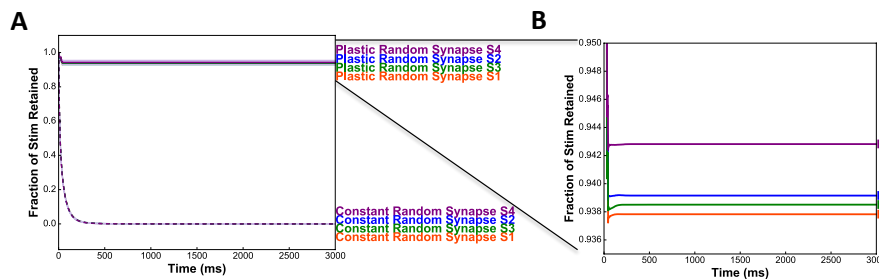 A
B
Fraction of Stim Retained
1.0
0.8
0.6
0.4
0.2
0.0
0
500
1000
1500
2000
2500
3000
Time (ms)
Plastic Random Synapse S4
Plastic Random Synapse S2
Plastic Random Synapse S3
Plastic Random Synapse S1
Constant Random Synapse S4
Constant Random Synapse S2
Constant Random Synapse S3
Constant Random Synapse S1
Fraction of Stim Retained
0.950
0.948
0.946
0.944
0.942
0.940
0.938
0.936
0
500
1000
1500
2000
2500
300
Time (ms)